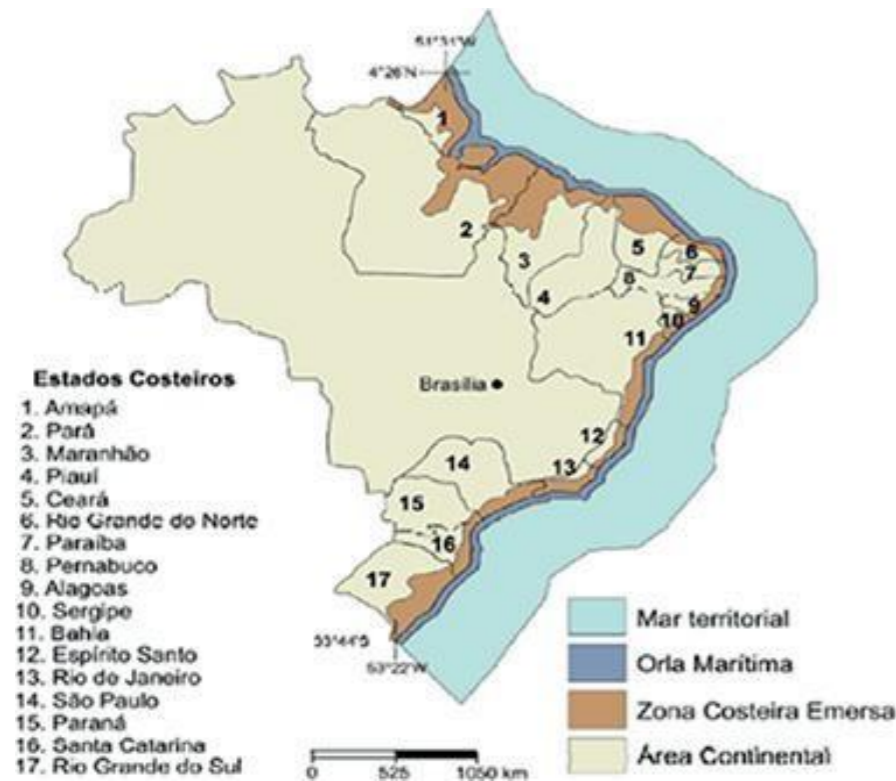 51°31'W
4°26'N
1
2
3
4
5
6
7
8
9
10
11
Brasília
12
13
14
15
16
17
Estados Costeiros
1. Amapá
2. Pará
3. Maranhão
4. Piauí
5. Ceará
6. Rio Grande do Norte
7. Paraíba
8. Pernabuco
9. Alagoas
10. Sergipe
11. Bahia
12. Espírito Santo
13. Rio de Janeiro
14. São Paulo
15. Paraná
16. Santa Catarina
17. Rio Grande do Sul
33°44'S
53°22'W
Mar territorial
Orla Marítima
Zona Costeira Emersa
Área Continental
0 525 1050 km